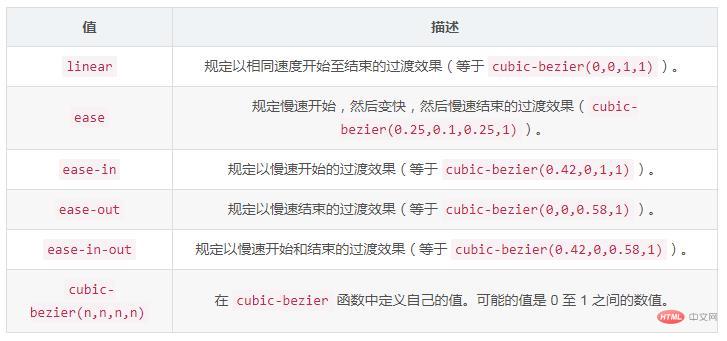 值 描述
linear 规定以相同速度开始至结束的过渡效果（等于 cubic-bezier(0,0,1,1) ）。
ease 规定慢速开始，然后变快，然后慢速结束的过渡效果（ cubic-
bezier(0.25,0.1,0.25,1) ）。
ease-in 规定以慢速开始的过渡效果（等于 cubic-bezier(0.42,0,1,1) ）。
ease-out 规定以慢速结束的过渡效果（等于 cubic-bezier(0,0,0.58,1) ）。
ease-in-out 规定以慢速开始和结束的过渡效果（等于 cubic-bezier(0.42,0,0.58,1) ）。
cubic-
bezier(n,n,n,n)
在 cubic-bezier 函数中定义自己的值。可能的值是 0 至 1 之间的数值。
HTML 中文网